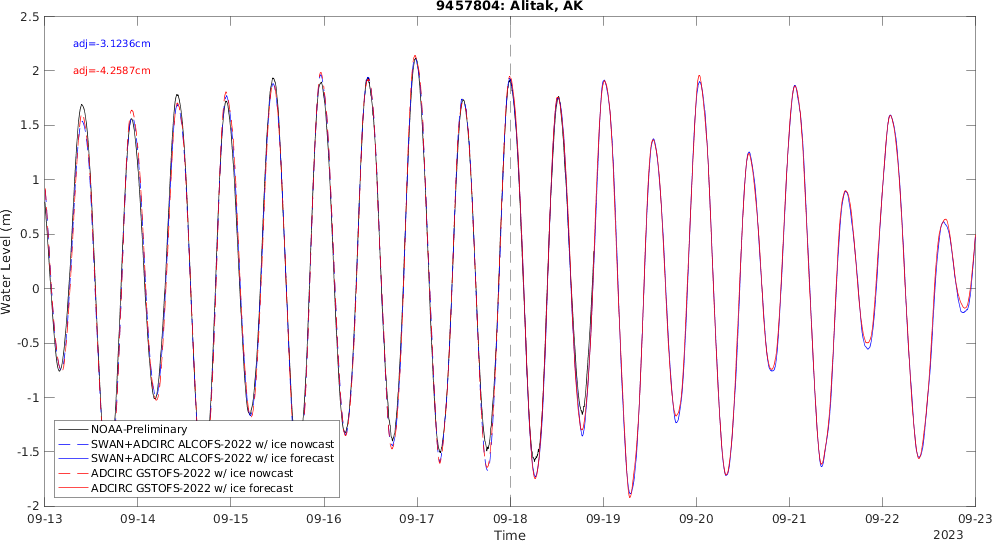 9457804: Alitak, AK
adj=-3.1236cm
adj=-4.2587cm
2.5
2
1.5
1
0.5
0
-0.5
-1
-1.5
-2
Water Level (m)
NOAA-Preliminary
SWAN+ADCIRC ALCOFS-2022 w/ ice nowcast
SWAN+ADCIRC ALCOFS-2022 w/ ice forecast
ADCIRC GSTOFS-2022 w/ ice nowcast
ADCIRC GSTOFS-2022 w/ ice forecast
09-13 09-14 09-15 09-16 09-17 09-18 09-19 09-20 09-21 09-22 09-23
Time
2023